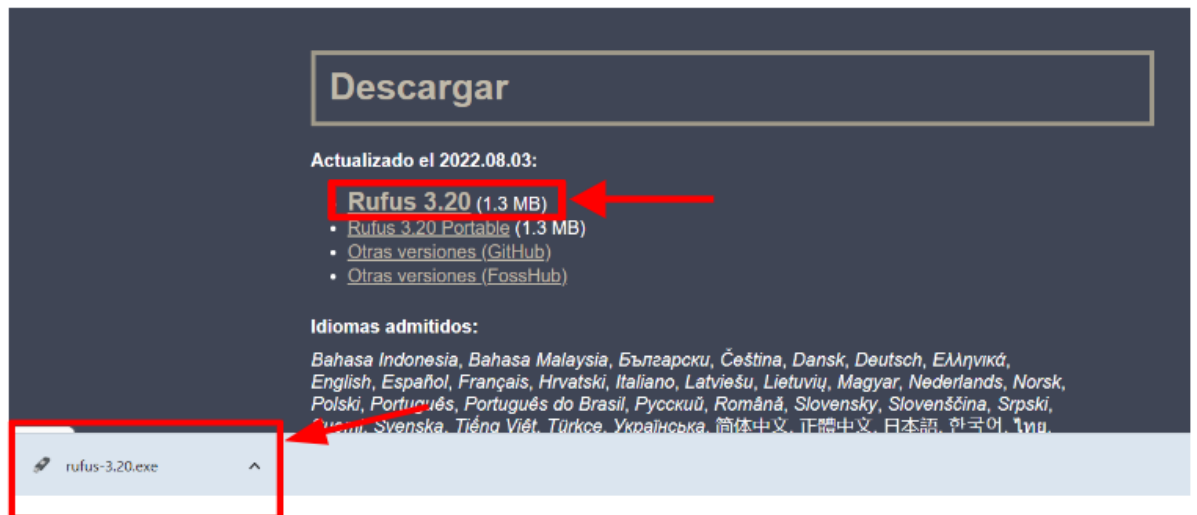 Descargar
Actualizado el 2022.08.03:
• Rufus 3.20 (1.3 MB)
• Rufus 3.20 Portable (1.3 MB)
• Otras versiones (GitHub)
• Otras versiones (FossHub)
Idiomas admitidos:
Bahasa Indonesia, Bahasa Malaysia, Български, Čeština, Dansk, Deutsch, Ελληνικά,
English, Español, Français, Hrvatski, Italiano, Latviešu, Lietuvių, Magyar, Nederlands, Norsk,
Polski, Português, Português do Brasil, Русский, Română, Slovensky, Slovenščina, Srpski,
Suomi, Svenska, Tiếng Việt, Türkçe, Українська, 简体中文, 正體中文, 日本語, 한국어, ไทย,
rufus-3.20.exe